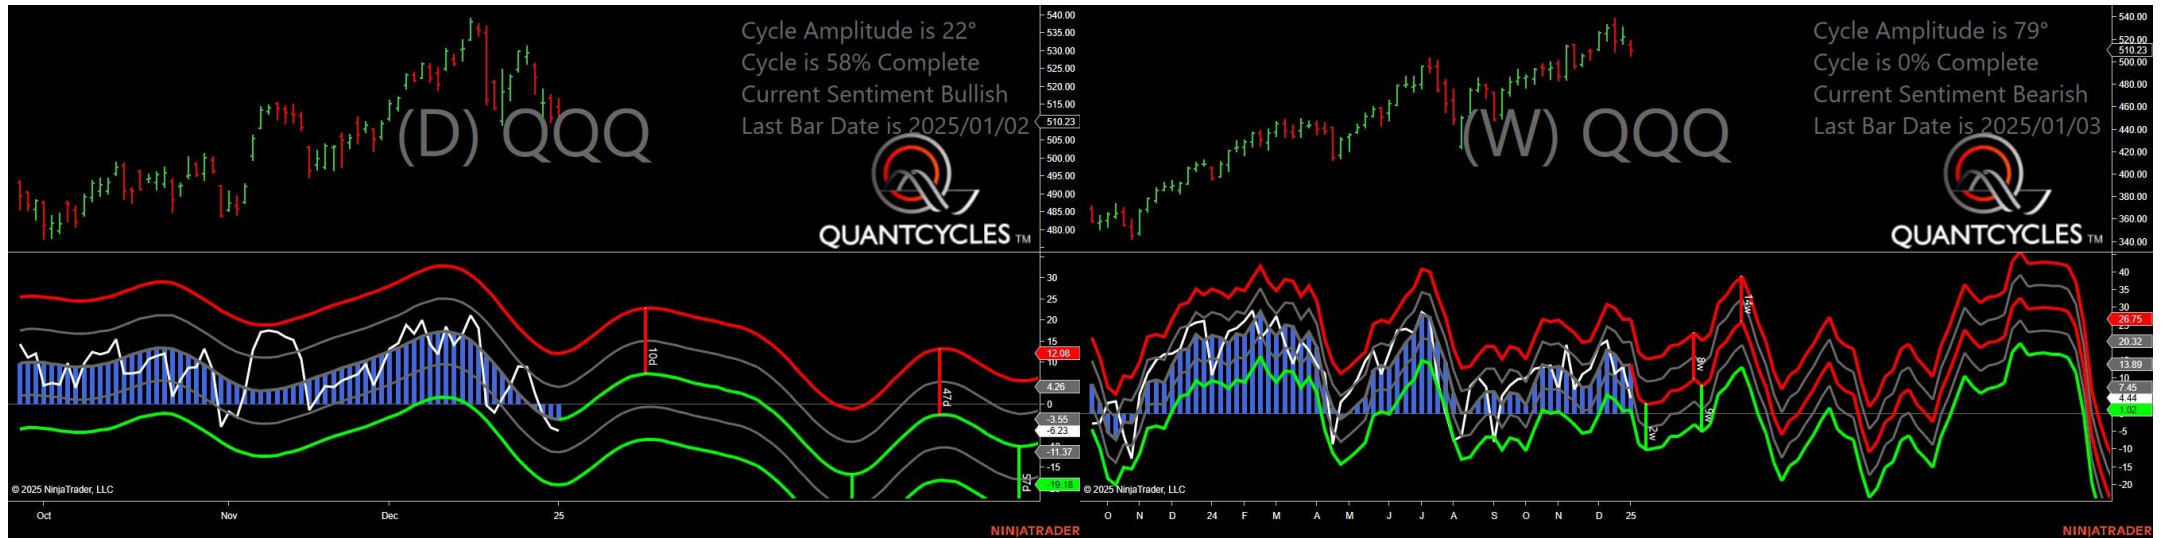 Cycle Amplitude is 22°
Cycle is 58% Complete
Current Sentiment Bullish
Last Bar Date is 2025/01/02
(D) QQQ
QUANTCYCLES TM
540.00
535.00
530.00
525.00
520.00
515.00
510.23
505.00
500.00
495.00
490.00
485.00
480.00
30
25
20
15
12.08
10
4.26
0
-3.55
-6.23
-11.37
-15
-19.18
10d
47d
57d
© 2025 NinjaTrader, LLC
Oct Nov Dec 25
NINJATRADER
Cycle Amplitude is 79°
Cycle is 0% Complete
Current Sentiment Bearish
Last Bar Date is 2025/01/03
(W) QQQ
QUANTCYCLES TM
540.00
520.00
510.23
500.00
480.00
460.00
440.00
420.00
400.00
380.00
360.00
340.00
40
35
30
26.75
25
20.32
13.89
10
7.45
4.44
1.02
-5
-10
-15
-20
2w
8w
9w
14w
© 2025 NinjaTrader, LLC
O N D 24 F M A M J J A S O N D 25
NINJATRADER